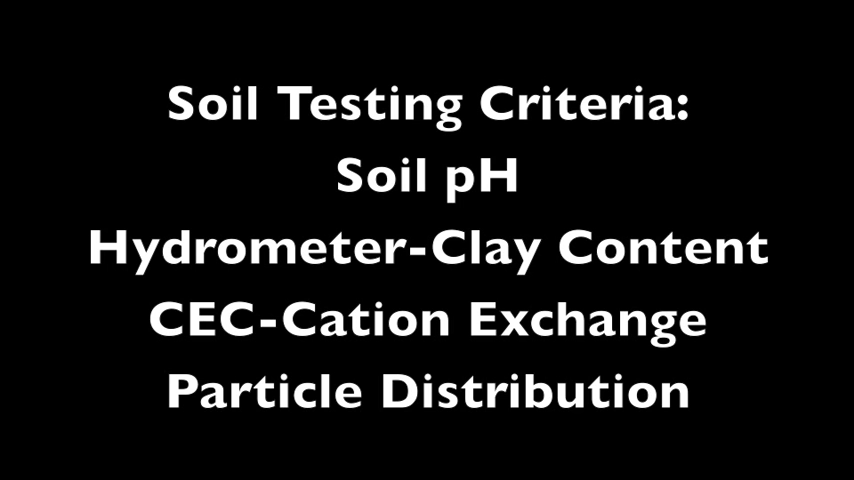 Soil Testing Criteria:
Soil pH
Hydrometer-Clay Content
CEC-Cation Exchange
Particle Distribution